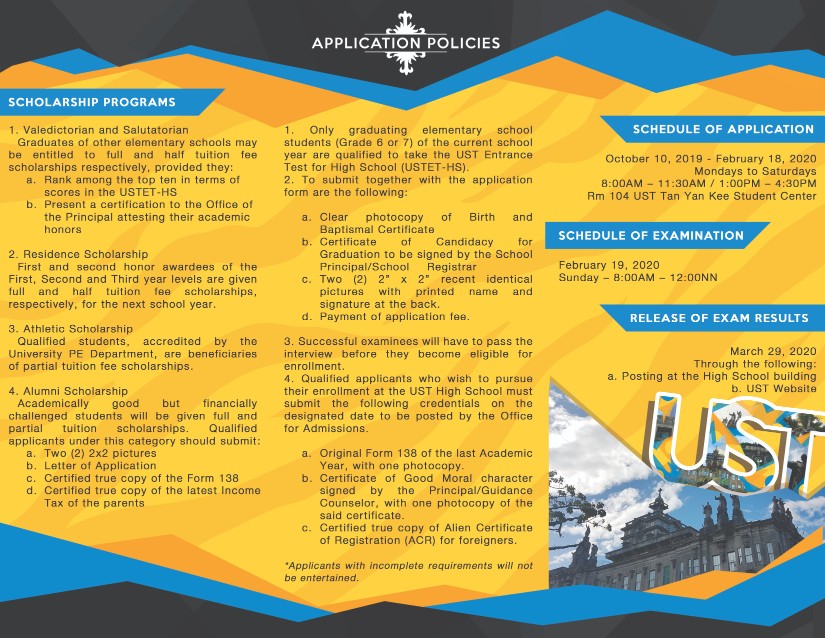 APPLICATION POLICIES
SCHOLARSHIP PROGRAMS
1. Valedictorian and Salutatorian
Graduates of other elementary schools may
be entitled to full and half tuition fee
scholarships respectively, provided they:
a. Rank among the top ten in terms of
scores in the USTET-HS
b. Present a certification to the Office of
the Principal attesting their academic
honors
2. Residence Scholarship
First and second honor awardees of the
First, Second and Third year levels are given
full and half tuition fee scholarships,
respectively, for the next school year.
3. Athletic Scholarship
Qualified students, accredited by the
University PE Department, are beneficiaries
of partial tuition fee scholarships.
4. Alumni Scholarship
Academically good but financially
challenged students will be given full and
partial tuition scholarships. Qualified
applicants under this category should submit:
a. Two (2) 2x2 pictures
b. Letter of Application
c. Certified true copy of the Form 138
d. Certified true copy of the latest Income
Tax of the parents
1. Only graduating elementary school
students (Grade 6 or 7) of the current school
year are qualified to take the UST Entrance
Test for High School (USTET-HS).
2. To submit together with the application
form are the following:
a. Clear photocopy of Birth and
Baptismal Certificate
b. Certificate of Candidacy for
Graduation to be signed by the School
Principal/School Registrar
c. Two (2) 2" x 2" recent identical
pictures with printed name and
signature at the back.
d. Payment of application fee.
3. Successful examinees will have to pass the
interview before they become eligible for
enrollment.
4. Qualified applicants who wish to pursue
their enrollment at the UST High School must
submit the following credentials on the
designated date to be posted by the Office
for Admissions.
a. Original Form 138 of the last Academic
Year, with one photocopy.
b. Certificate of Good Moral character
signed by the Principal/Guidance
Counselor, with one photocopy of the
said certificate.
c. Certified true copy of Alien Certificate
of Registration (ACR) for foreigners.
*Applicants with incomplete requirements will not
be entertained.
SCHEDULE OF APPLICATION
October 10, 2019 - February 18, 2020
Mondays to Saturdays
8:00AM – 11:30AM / 1:00PM – 4:30PM
Rm 104 UST Tan Yan Kee Student Center
SCHEDULE OF EXAMINATION
February 19, 2020
Sunday – 8:00AM – 12:00NN
RELEASE OF EXAM RESULTS
March 29, 2020
Through the following:
a. Posting at the High School building
b. UST Website
UST